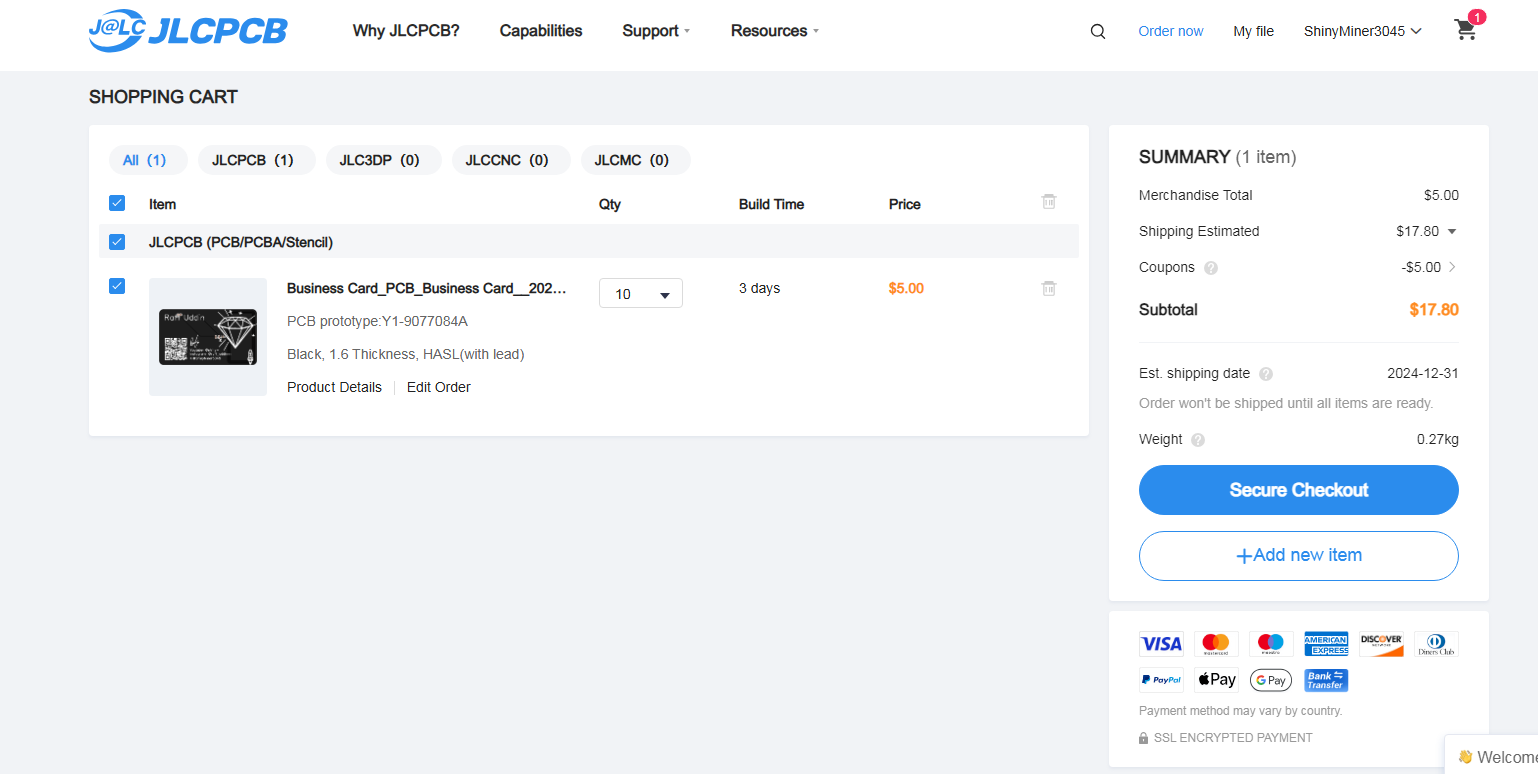 J@LC JLCPCB
Why JLCPCB? Capabilities Support Resources Order now My file ShinyMiner3045 1
SHOPPING CART
All (1) JLCPCB (1) JLC3DP (0) JLCCNC (0) JLCMC (0)
Item Qty Build Time Price
JLCPCB (PCB/PCBA/Stencil)
Business Card_PCB_Business Card__202... 10 3 days $5.00
PCB prototype:Y1-9077084A
Black, 1.6 Thickness, HASL(with lead)
Product Details Edit Order
SUMMARY (1 item)
Merchandise Total $5.00
Shipping Estimated $17.80
Coupons ? -$5.00
Subtotal $17.80
Est. shipping date ? 2024-12-31
Order won't be shipped until all items are ready.
Weight ? 0.27kg
Secure Checkout
+Add new item
VISA mastercard maestro AMERICAN EXPRESS DISCOVER NETWORK Diners Club
PayPal Pay G Pay Bank Transfer
Payment method may vary by country.
SSL ENCRYPTED PAYMENT
👋 Welcome